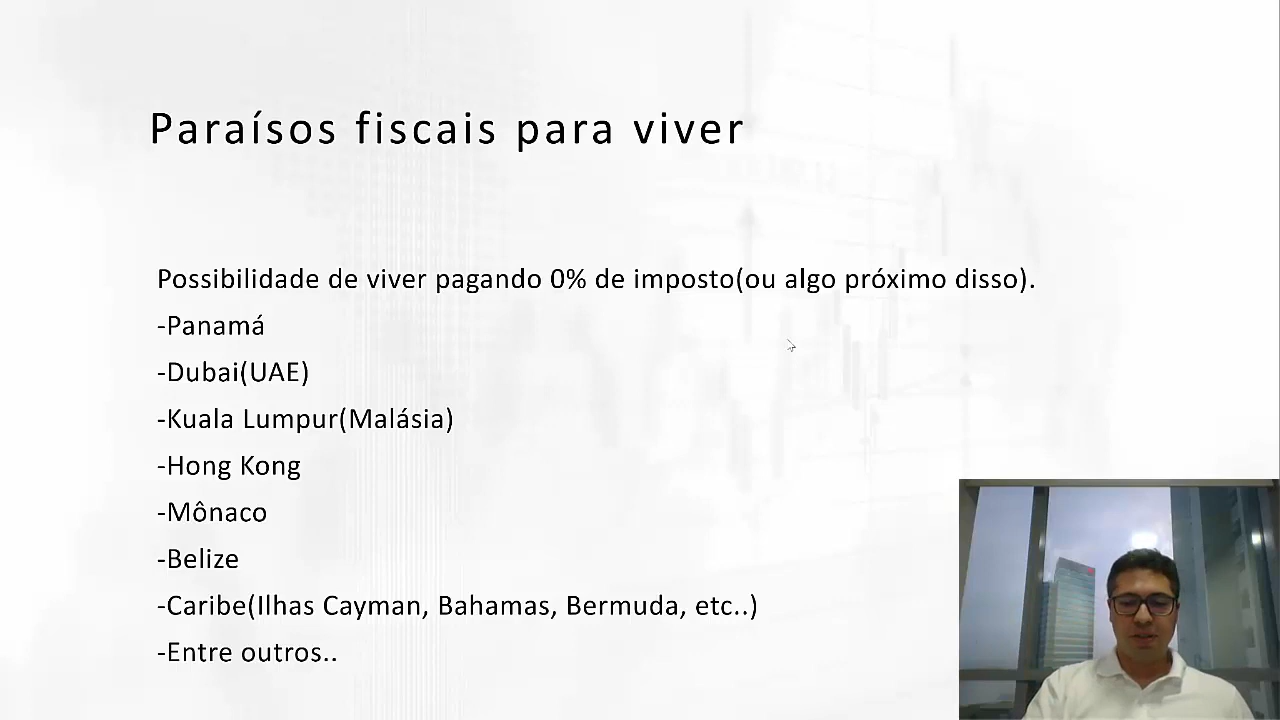 Paraísos fiscais para viver
Possibilidade de viver pagando 0% de imposto(ou algo próximo disso).
-Panamá
-Dubai(UAE)
-Kuala Lumpur(Malásia)
-Hong Kong
-Mônaco
-Belize
-Caribe(Ilhas Cayman, Bahamas, Bermuda, etc..)
-Entre outros..